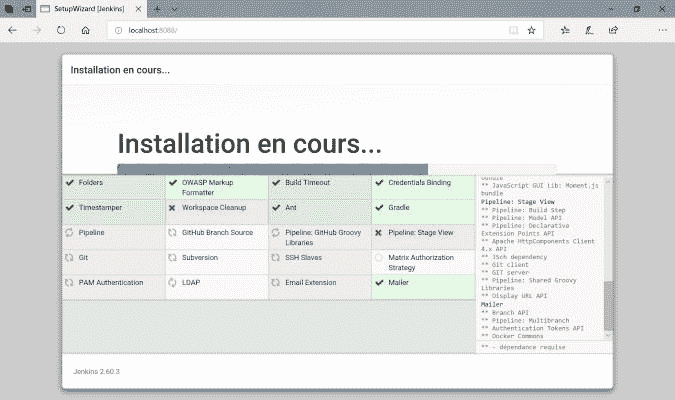 SetupWizard [Jenkins]
localhost:8088/
Installation en cours...
Installation en cours...
Folders
OWASP Markup
Formatter
Build Timeout
Credentials Binding
Timestamper
Workspace Cleanup
Ant
Gradle
Pipeline
GitHub Branch Source
Pipeline: GitHub Groovy
Libraries
Pipeline: Stage View
Git
Subversion
SSH Slaves
Matrix Authorization
Strategy
PAM Authentication
LDAP
Email Extension
Mailer
bundle
** JavaScript GUI Lib: Moment.js
bundle
Pipeline: Stage View
** Pipeline: Build Step
** Pipeline: Model API
** Pipeline: Declarative
Extension Points API
** Apache HttpComponents Client
4.x API
** JSch dependency
** Git client
** GIT server
** Pipeline: Shared Groovy
Libraries
** Display URL API
Mailer
** Branch API
** Pipeline: Multibranch
** Authentication Tokens API
** Docker Commons
** - dépendance requise
Jenkins 2.60.3